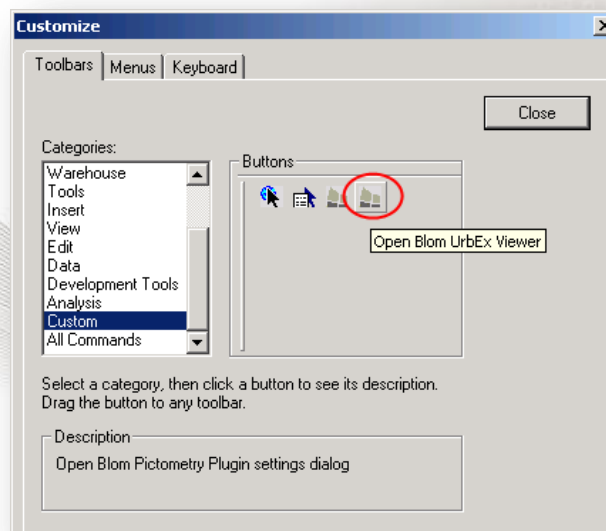 Customize
Toolbars
Menus
Keyboard
Close
Categories:
Warehouse
Tools
Insert
View
Edit
Data
Development Tools
Analysis
Custom
All Commands
Buttons
Open Blom UrbEx Viewer
Select a category, then click a button to see its description.
Drag the button to any toolbar.
Description
Open Blom Pictometry Plugin settings dialog